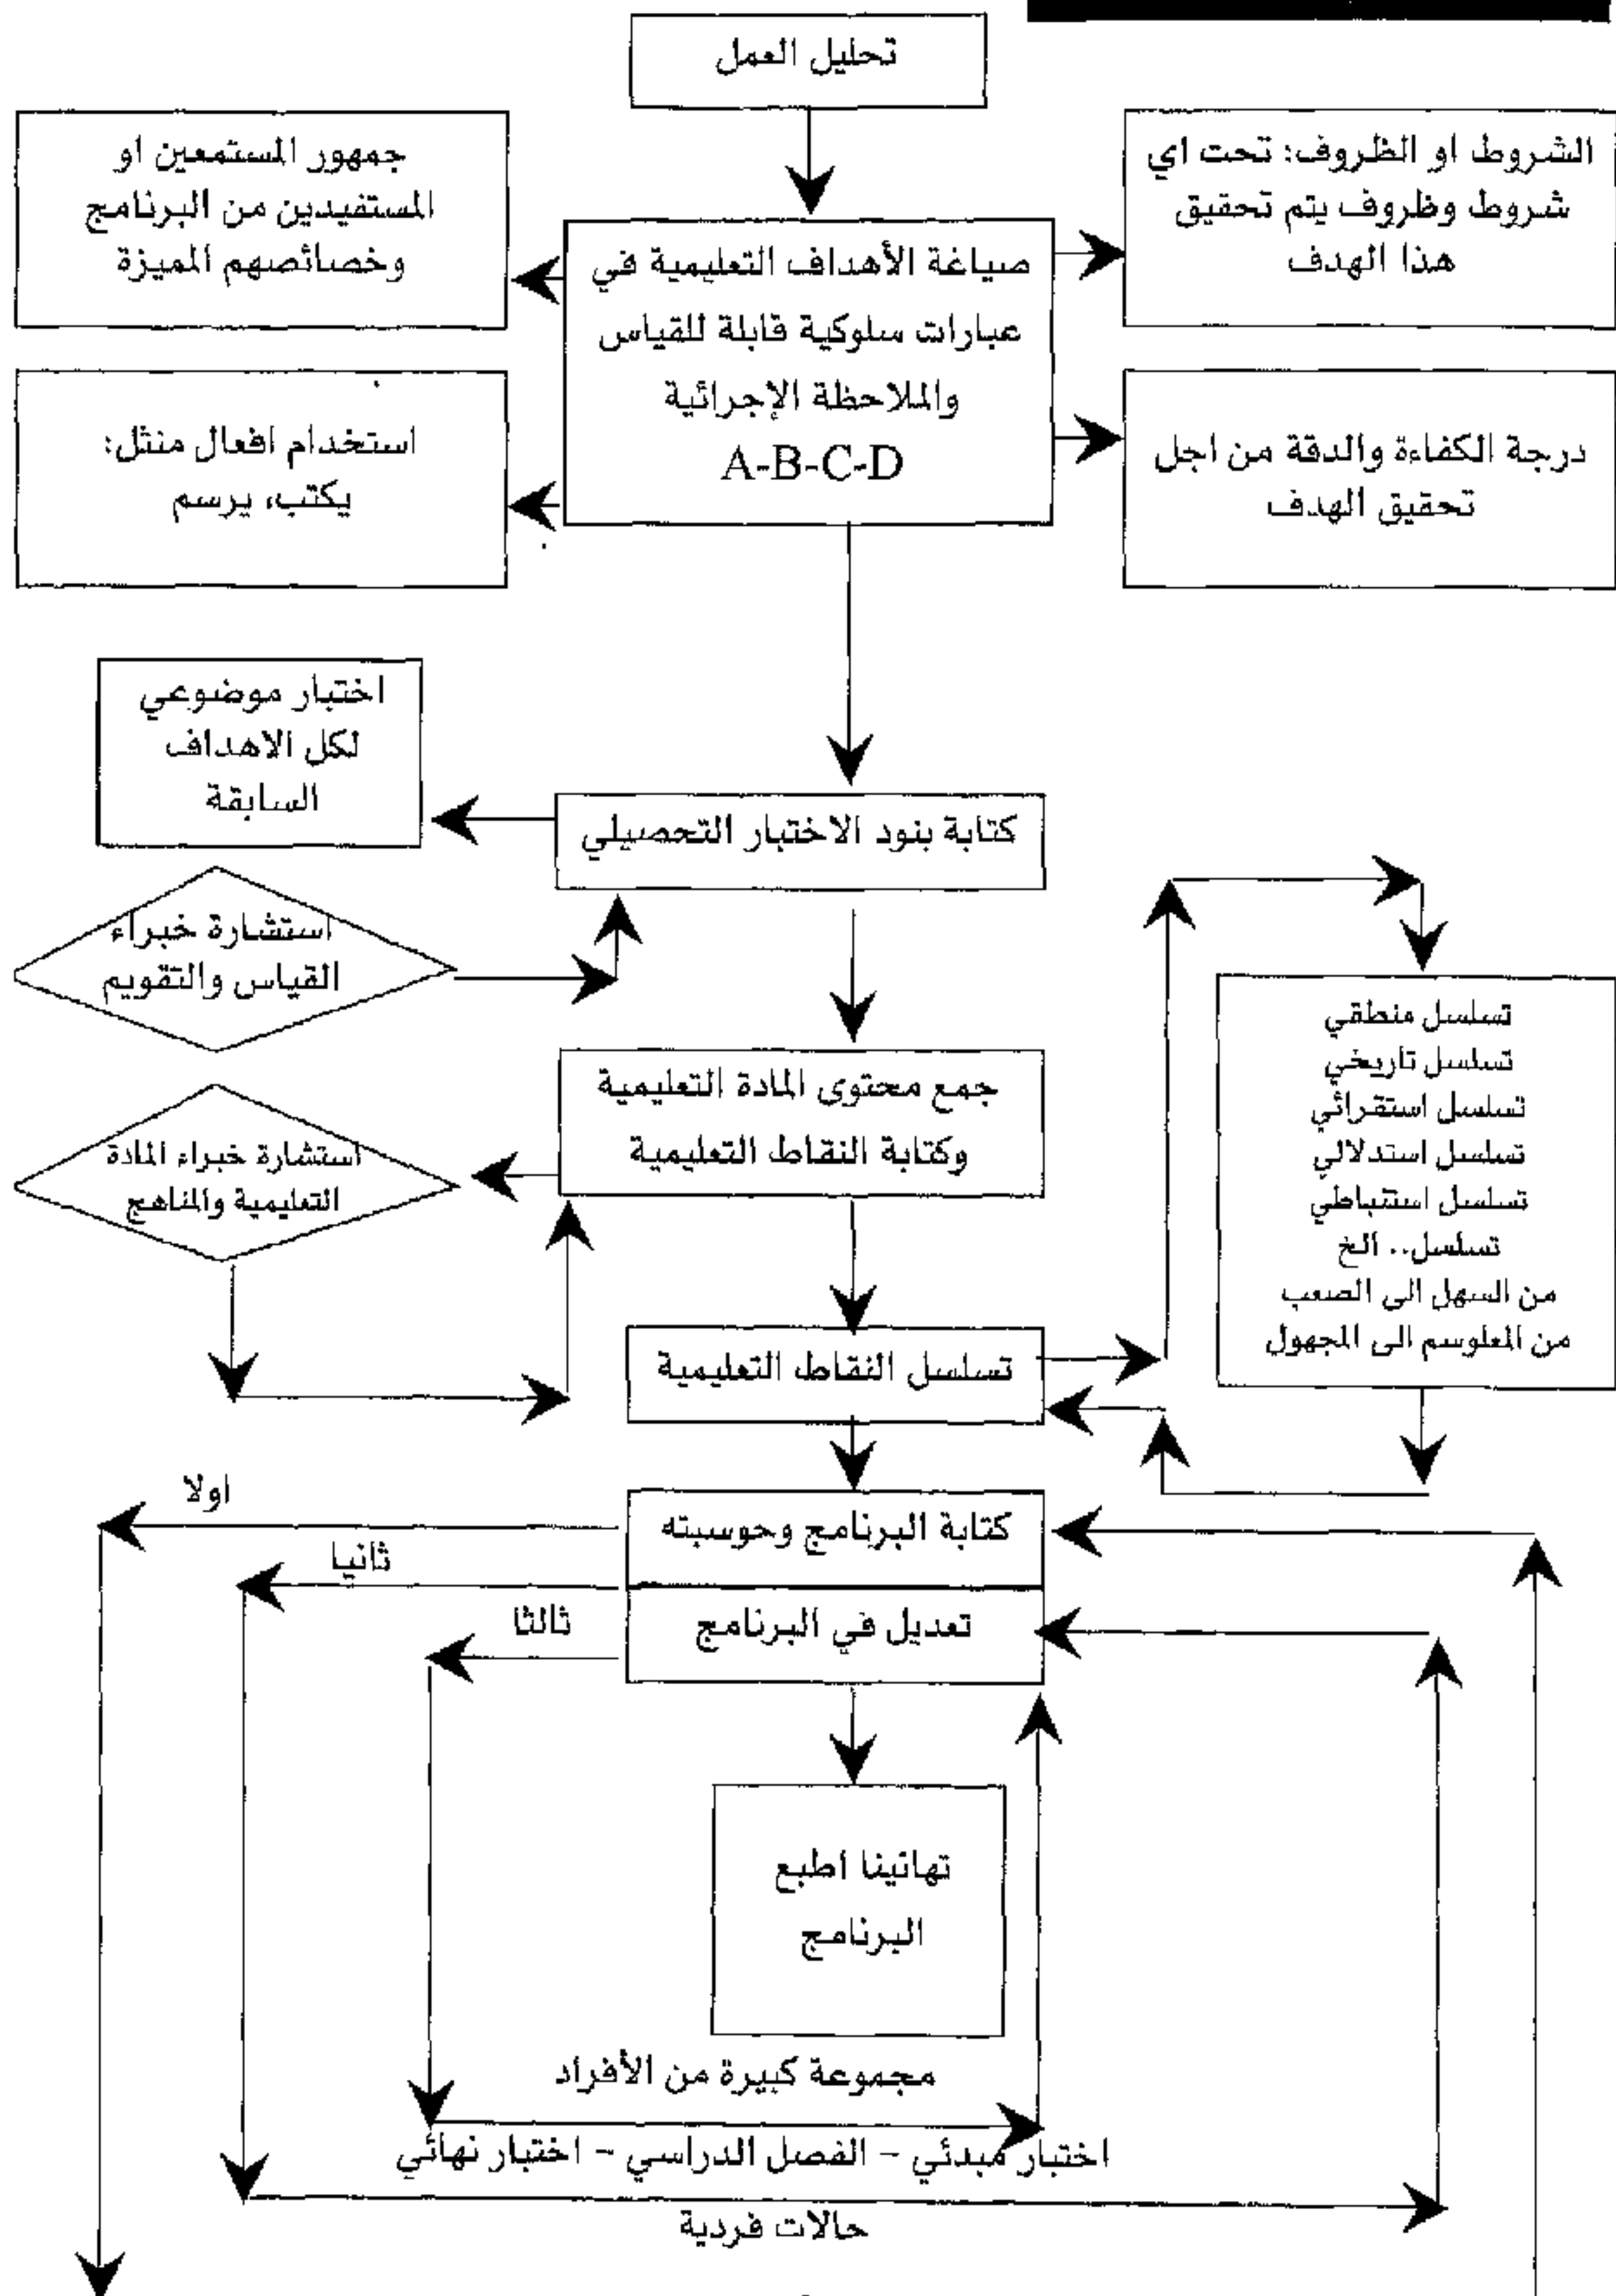 تحليل العمل
الشروط او الظروف: تحت اي
شروط وظروف يتم تحقيق
هذا الهدف
جمهور المستمعين او
المستفيدين من البرنامج
وخصائصهم المميزة
صياغة الأهداف التعليمية في
عبارات سلوكية قابلة للقياس
والملاحظة الإجرائية
A-B-C-D
درجة الكفاءة والدقة من اجل
تحقيق الهدف
استخدام افعال منثل:
يكتب، يرسم
اختبار موضوعي
لكل الاهداف
السابقة
كتابة بنود الاختبار التحصيلي
استشارة خبراء
القياس والتقويم
تسلسل منطقي
تسلسل تاريخي
تسلسل استقرائي
تسلسل استدلالي
تسلسل استنباطي
تسلسل.. الخ
من السهل الى الصعب
من المعلوسم الى المجهول
جمع محتوى المادة التعليمية
وكتابة النقاط التعليمية
استشارة خبراء المادة
التعليمية والمناهج
تسلسل النقاط التعليمية
اولا
كتابة البرنامج وحوسبته
ثانيا
تعديل في البرنامج
ثالثا
تهانينا اطبع
البرنامج
مجموعة كبيرة من الأفراد
اختبار مبدئي – الفصل الدراسي – اختبار نهائي
حالات فردية